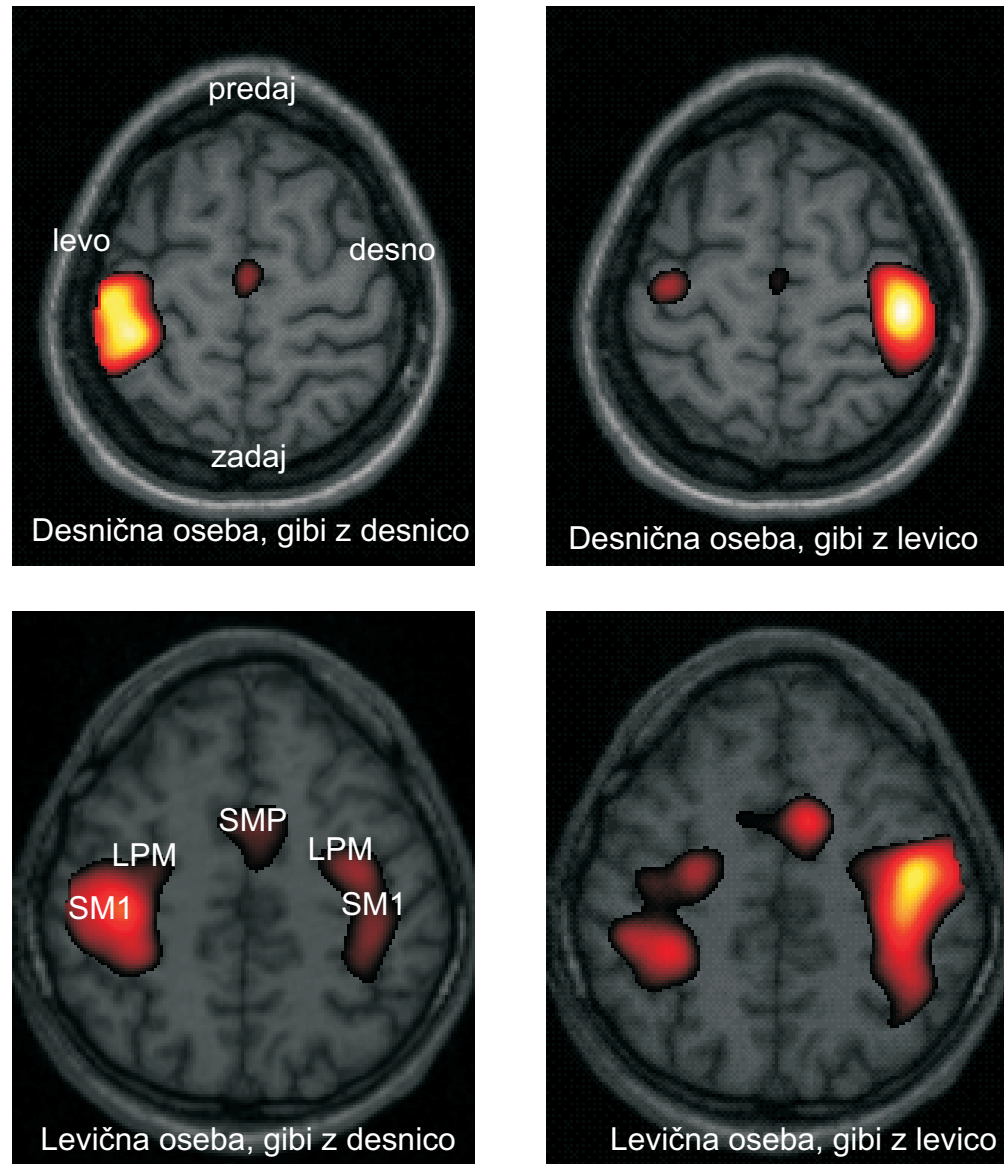 predaj
levo
desno
zadaj
Desnična oseba, gibi z desnico
Desnična oseba, gibi z levico
SMP
LPM
LPM
SM1
SM1
Levična oseba, gibi z desnico
Levična oseba, gibi z levico